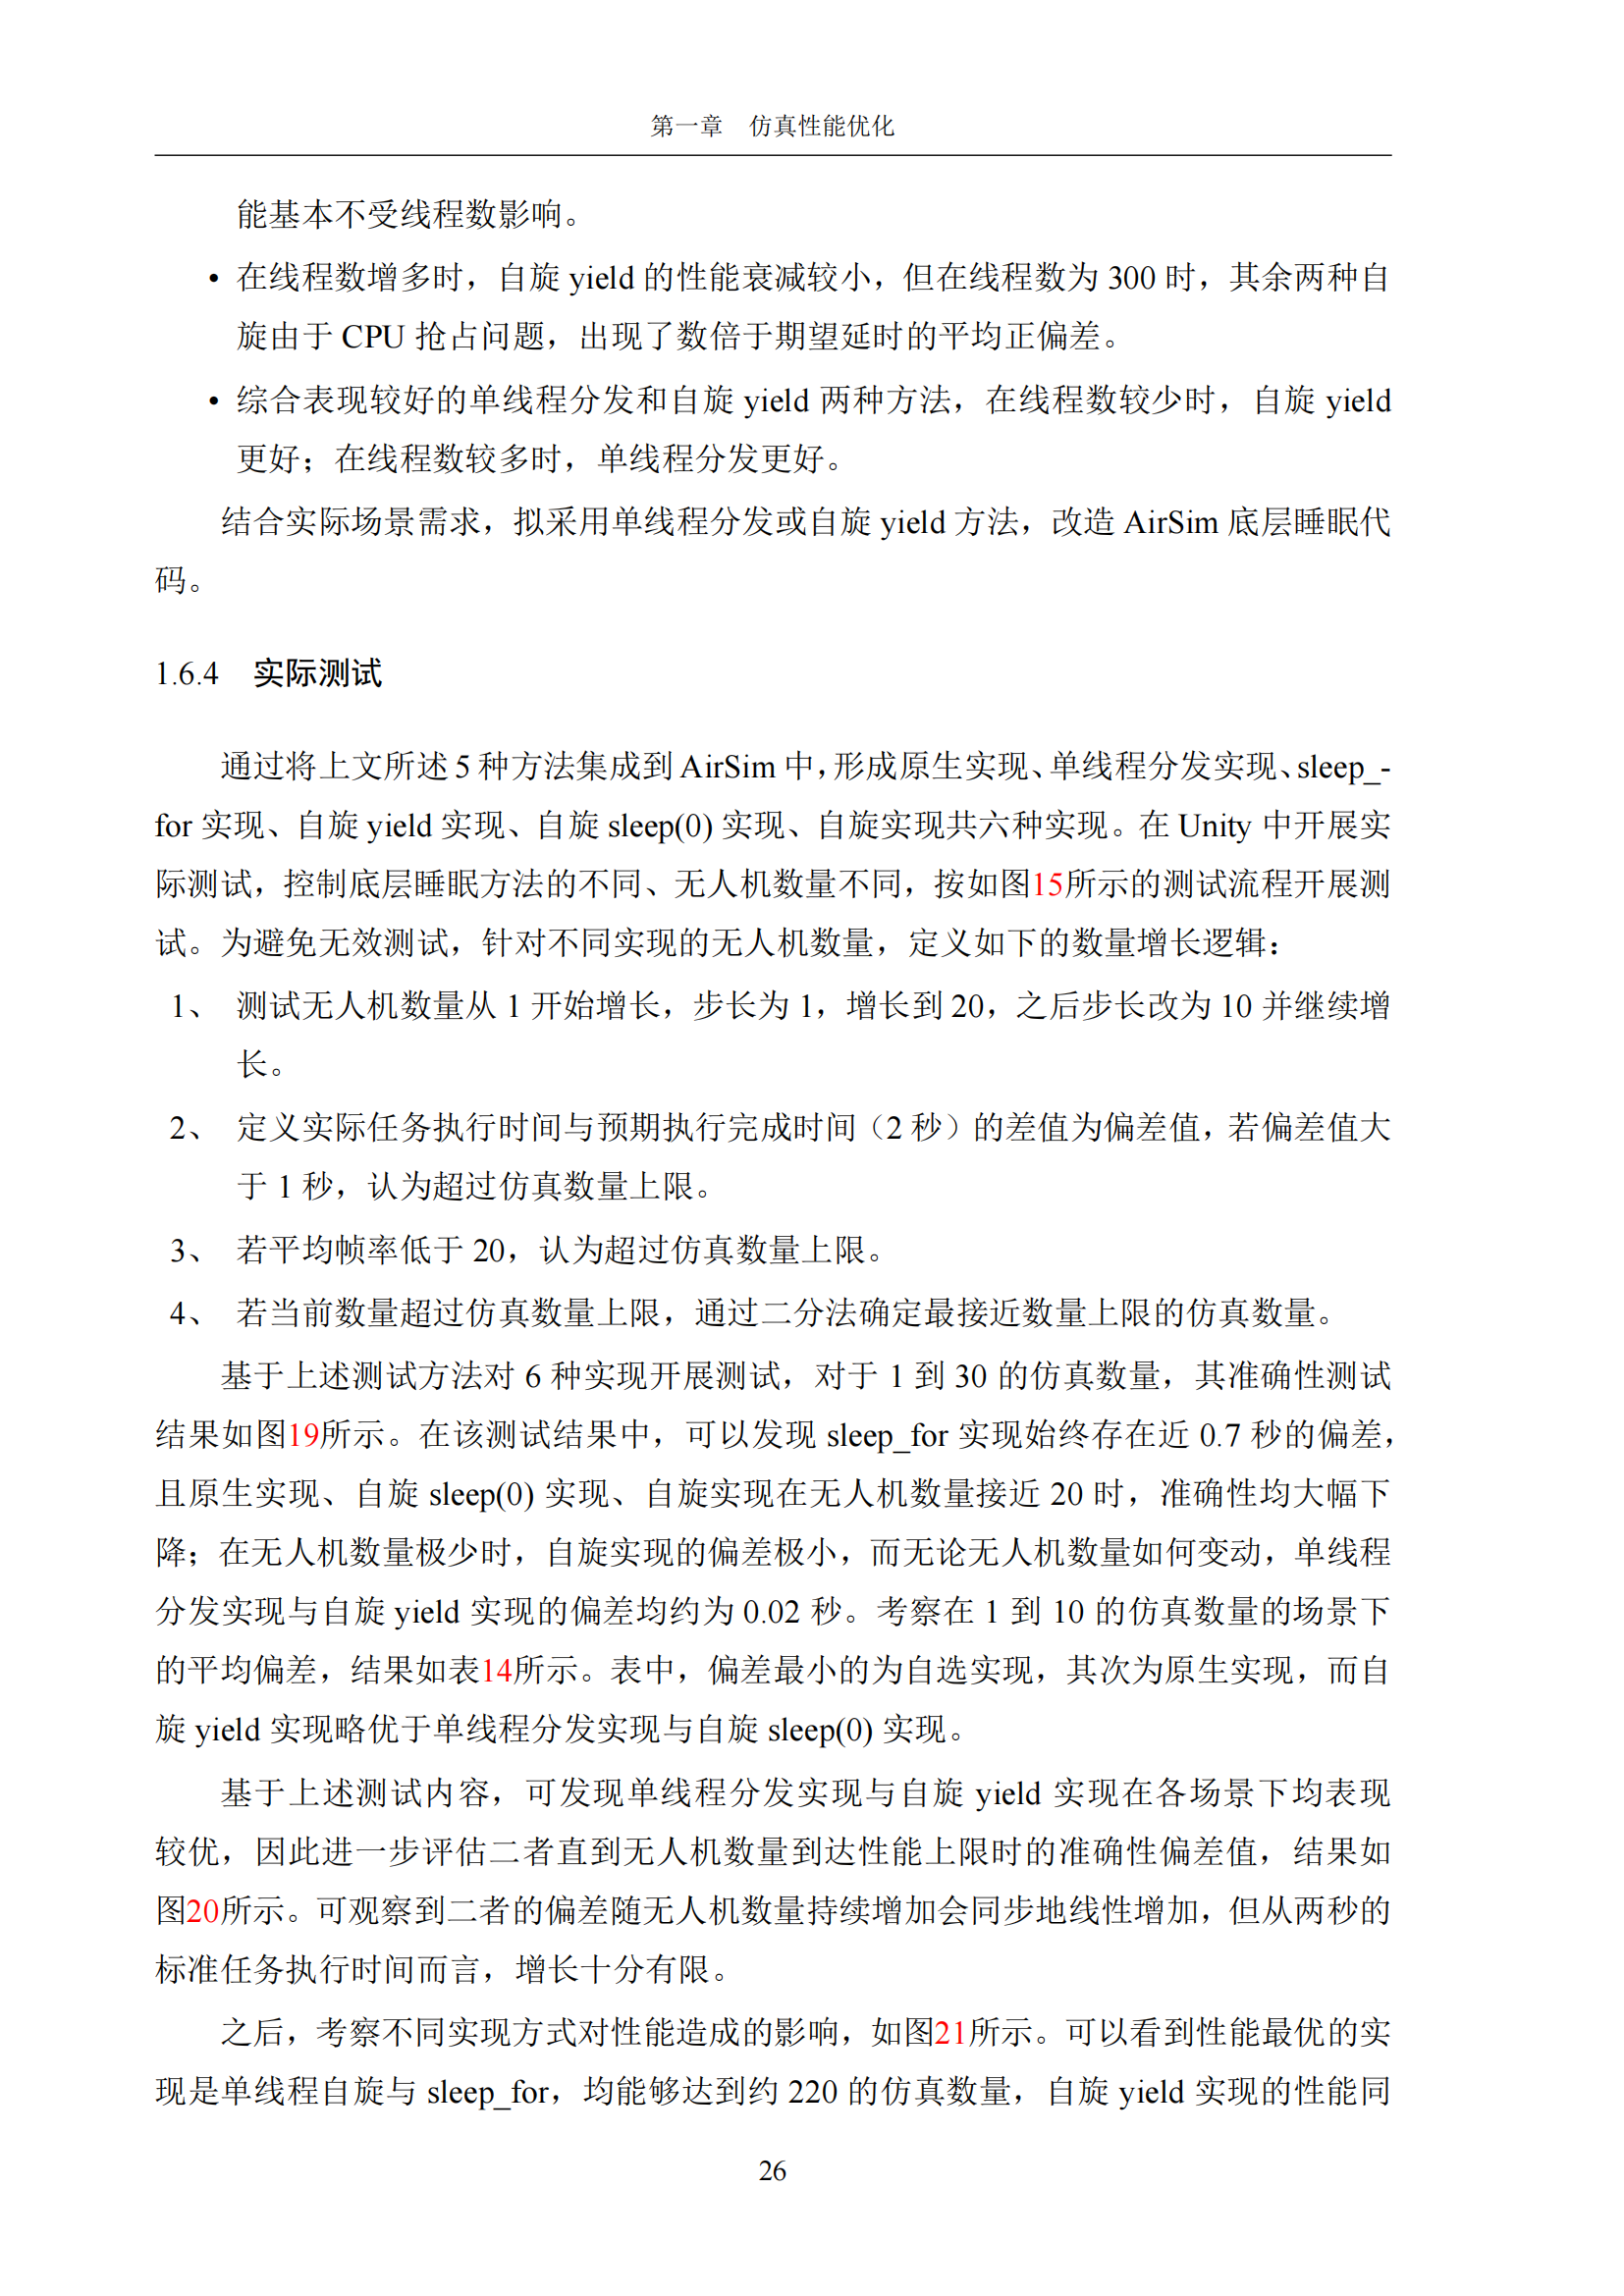 第一章 仿真性能优化
能基本不受线程数影响。
• 在线程数增多时，自旋 yield 的性能衰减较小，但在线程数为 300 时，其余两种自
旋由于 CPU 抢占问题，出现了数倍于期望延时的平均正偏差。
• 综合表现较好的单线程分发和自旋 yield 两种方法，在线程数较少时，自旋 yield
更好；在线程数较多时，单线程分发更好。
结合实际场景需求，拟采用单线程分发或自旋 yield 方法，改造 AirSim 底层睡眠代
码。
1.6.4 实际测试
通过将上文所述 5 种方法集成到 AirSim 中，形成原生实现、单线程分发实现、sleep_-
for 实现、自旋 yield 实现、自旋 sleep(0) 实现、自旋实现共六种实现。在 Unity 中开展实
际测试，控制底层睡眠方法的不同、无人机数量不同，按如图15所示的测试流程开展测
试。为避免无效测试，针对不同实现的无人机数量，定义如下的数量增长逻辑：
1、 测试无人机数量从 1 开始增长，步长为 1，增长到 20，之后步长改为 10 并继续增
长。
2、 定义实际任务执行时间与预期执行完成时间（2 秒）的差值为偏差值，若偏差值大
于 1 秒，认为超过仿真数量上限。
3、 若平均帧率低于 20，认为超过仿真数量上限。
4、 若当前数量超过仿真数量上限，通过二分法确定最接近数量上限的仿真数量。
基于上述测试方法对 6 种实现开展测试，对于 1 到 30 的仿真数量，其准确性测试
结果如图19所示。在该测试结果中，可以发现 sleep_for 实现始终存在近 0.7 秒的偏差，
且原生实现、自旋 sleep(0) 实现、自旋实现在无人机数量接近 20 时，准确性均大幅下
降；在无人机数量极少时，自旋实现的偏差极小，而无论无人机数量如何变动，单线程
分发实现与自旋 yield 实现的偏差均约为 0.02 秒。考察在 1 到 10 的仿真数量的场景下
的平均偏差，结果如表14所示。表中，偏差最小的为自选实现，其次为原生实现，而自
旋 yield 实现略优于单线程分发实现与自旋 sleep(0) 实现。
基于上述测试内容，可发现单线程分发实现与自旋 yield 实现在各场景下均表现
较优，因此进一步评估二者直到无人机数量到达性能上限时的准确性偏差值，结果如
图20所示。可观察到二者的偏差随无人机数量持续增加会同步地线性增加，但从两秒的
标准任务执行时间而言，增长十分有限。
之后，考察不同实现方式对性能造成的影响，如图21所示。可以看到性能最优的实
现是单线程自旋与 sleep_for，均能够达到约 220 的仿真数量，自旋 yield 实现的性能同
26